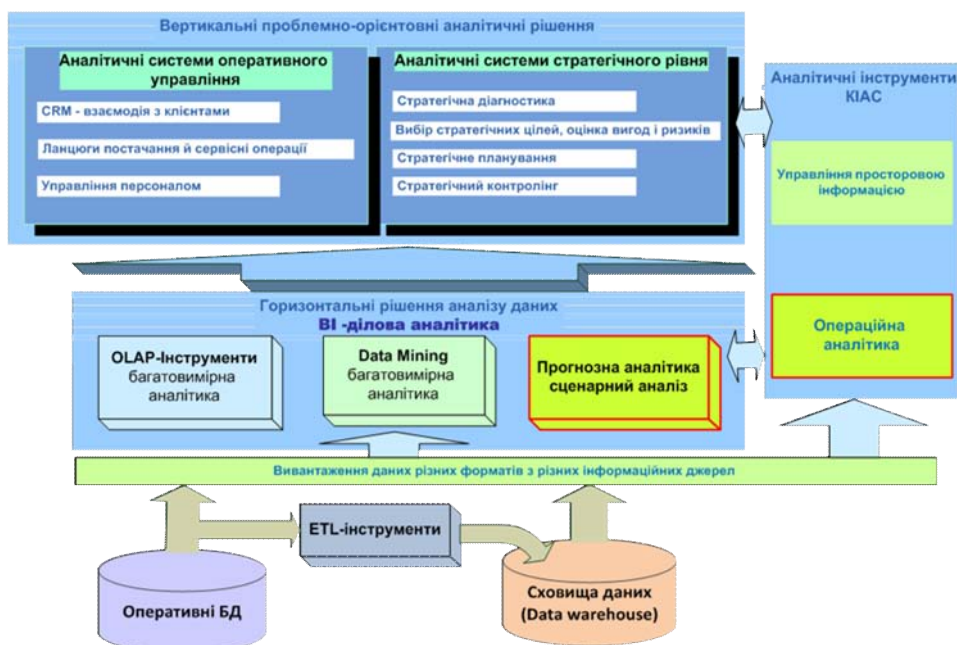 Вертикальні проблемно-орієнтовні аналітичні рішення
Аналітичні системи оперативного
управління
CRM - взаємодія з клієнтами
Ланцюги постачання й сервісні операції
Управління персоналом
Аналітичні системи стратегічного рівня
Стратегічна діагностика
Вибір стратегічних цілей, оцінка вигод і ризиків
Стратегічне планування
Стратегічний контролінг
Аналітичні інструменти
КІАС
Управління просторовою
інформацією
Операційна
аналітика
Горизонтальні рішення аналізу даних
BI -ділова аналітика
OLAP-Інструменти
багатовимірна
аналітика
Data Mining
багатовимірна
аналітика
Прогнозна аналітика
сценарний аналіз
Вивантаження даних різних форматів з різних інформаційних джерел
ETL-інструменти
Оперативні БД
Сховища даних
(Data warehouse)